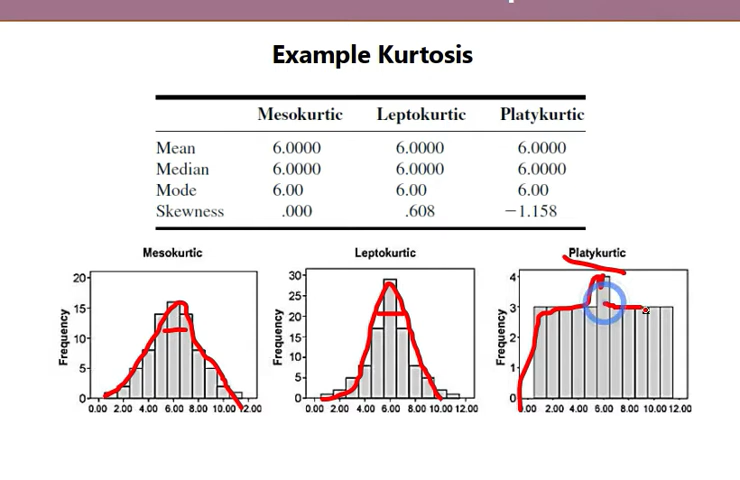 Example Kurtosis
Mesokurtic Leptokurtic Platykurtic
Mean 6.0000 6.0000 6.0000
Median 6.0000 6.0000 6.0000
Mode 6.00 6.00 6.00
Skewness .000 .608 −1.158
Mesokurtic
20
15
10
5
0
Frequency
0.00 2.00 4.00 6.00 8.00 10.00 12.00
Leptokurtic
30
25
20
15
10
5
0
Frequency
0.00 2.00 4.00 6.00 8.00 10.00 12.00
Platykurtic
4
3
2
1
0
Frequency
2.00 4.00 6.00 8.00 10.00 12.00